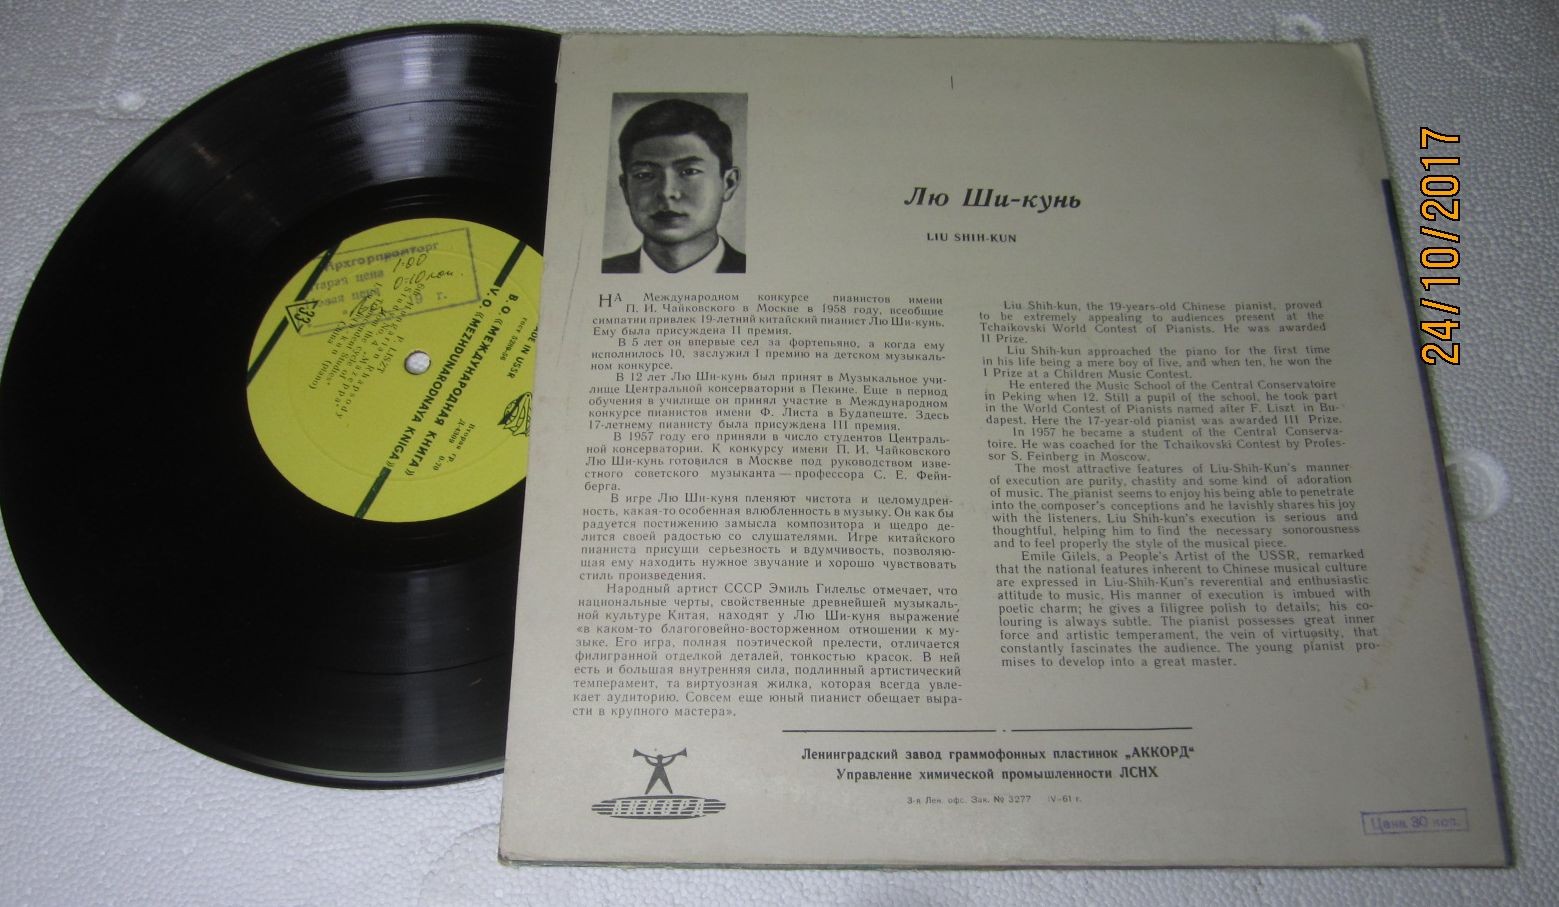 Лю Ши-кунь
LIU SHIH-KUN
НА Международном конкурсе пианистов имени
П. И. Чайковского в Москве в 1958 году, всеобщие
симпатии привлек 19-летний китайский пианист Лю Ши-кунь.
Ему была присуждена II премия.
В 5 лет он впервые сел за фортепьяно, а когда ему
исполнилось 10, заслужил I премию на детском музыкаль-
ном конкурсе.
В 12 лет Лю Ши-кунь был принят в Музыкальное учи-
лище Центральной консерватории в Пекине. Еще в период
обучения в училище он принял участие в Международном
конкурсе пианистов имени Ф. Листа в Будапеште. Здесь
17-летнему пианисту была присуждена III премия.
В 1957 году его приняли в число студентов Централь-
ной консерватории. К конкурсу имени П. И. Чайковского
Лю Ши-кунь готовился в Москве под руководством изве-
стного советского музыканта — профессора С. Е. Фейн-
берга.
В игре Лю Ши-куня пленяют чистота и целомудрен-
ность, какая-то особенная влюбленность в музыку. Он как бы
радуется постижению замысла композитора и щедро де-
лится своей радостью со слушателями. Игре китайского
пианиста присущи серьезность и вдумчивость, позволяю-
щая ему находить нужное звучание и хорошо чувствовать
стиль произведения.
Народный артист СССР Эмиль Гилельс отмечает, что
национальные черты, свойственные древнейшей музыкаль-
ной культуре Китая, находят у Лю Ши-куня выражение
«в каком-то благоговейно-восторженном отношении к му-
зыке. Его игра, полная поэтической прелести, отличается
филигранной отделкой деталей, тонкостью красок. В ней
есть и большая внутренняя сила, подлинный артистический
темперамент, та виртуозная жилка, которая всегда увле-
кает аудиторию. Совсем еще юный пианист обещает выра-
сти в крупного мастера».
Liu Shih-kun, the 19-years-old Chinese pianist, proved
to be extremely appealing to audiences present at the
Tchaikovski World Contest of Pianists. He was awarded
II Prize.
Liu Shih-kun approached the piano for the first time
in his life being a mere boy of five, and when ten, he won the
I Prize at a Children Music Contest.
He entered the Music School of the Central Conservatoire
in Peking when 12. Still a pupil of the school, he took part
in the World Contest of Pianists named after F. Liszt in Bu-
dapest. Here the 17-year-old pianist was awarded III Prize.
In 1957 he became a student of the Central Conserva-
toire. He was coached for the Tchaikovski Contest by Profes-
sor S. Feinberg in Moscow.
The most attractive features of Liu-Shih-Kun's manner
of execution are purity, chastity and some kind of adoration
of music. The pianist seems to enjoy his being able to penetrate
into the composer's conceptions and he lavishly shares his joy
with the listeners. Liu Shih-kun's execution is serious and
thoughtful, helping him to find the necessary sonorousness
and to feel properly the style of the musical piece.
Emile Gilels, a People's Artist of the USSR, remarked
that the national features inherent to Chinese musical culture
are expressed in Liu-Shih-Kun's reverential and enthusiastic
attitude to music. His manner of execution is imbued with
poetic charm; he gives a filigree polish to details; his co-
louring is always subtle. The pianist possesses great inner
force and artistic temperament, the vein of virtuosity, that
constantly fascinates the audience. The young pianist pro-
mises to develop into a great master.
Ленинградский завод граммофонных пластинок „АККОРД“
Управление химической промышленности ЛСНХ
3-я Лен. офс. Зак. № 3277 IV-61 г.
АККОРД
Цена 30 коп.
Архгорпромторг
старая цена 1-00
новая цена 0-10 коп.
19 г.
33
В. О. «МЕЖДУНАРОДНАЯ КНИГА»
V. O. «MEZHDUNARODNAYA KNIGA»
MADE IN USSR
ГОСТ 5289-56
Вторая гр.
0-70
F. LISZT
Rhapsody
(piano)
24/10/2017